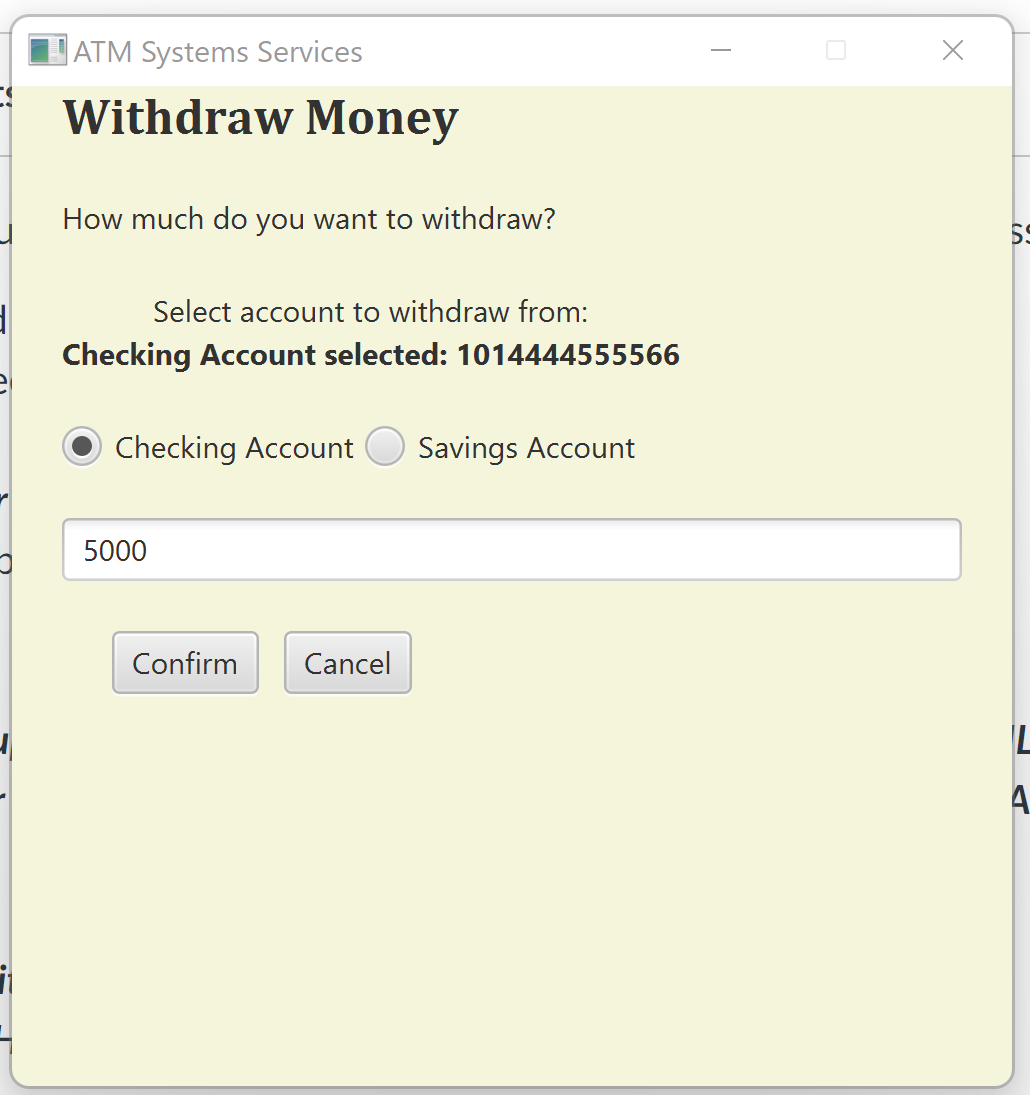 ATM Systems Services
Withdraw Money
How much do you want to withdraw?
Select account to withdraw from:
Checking Account selected: 1014444555566
Checking Account Savings Account
5000
Confirm Cancel